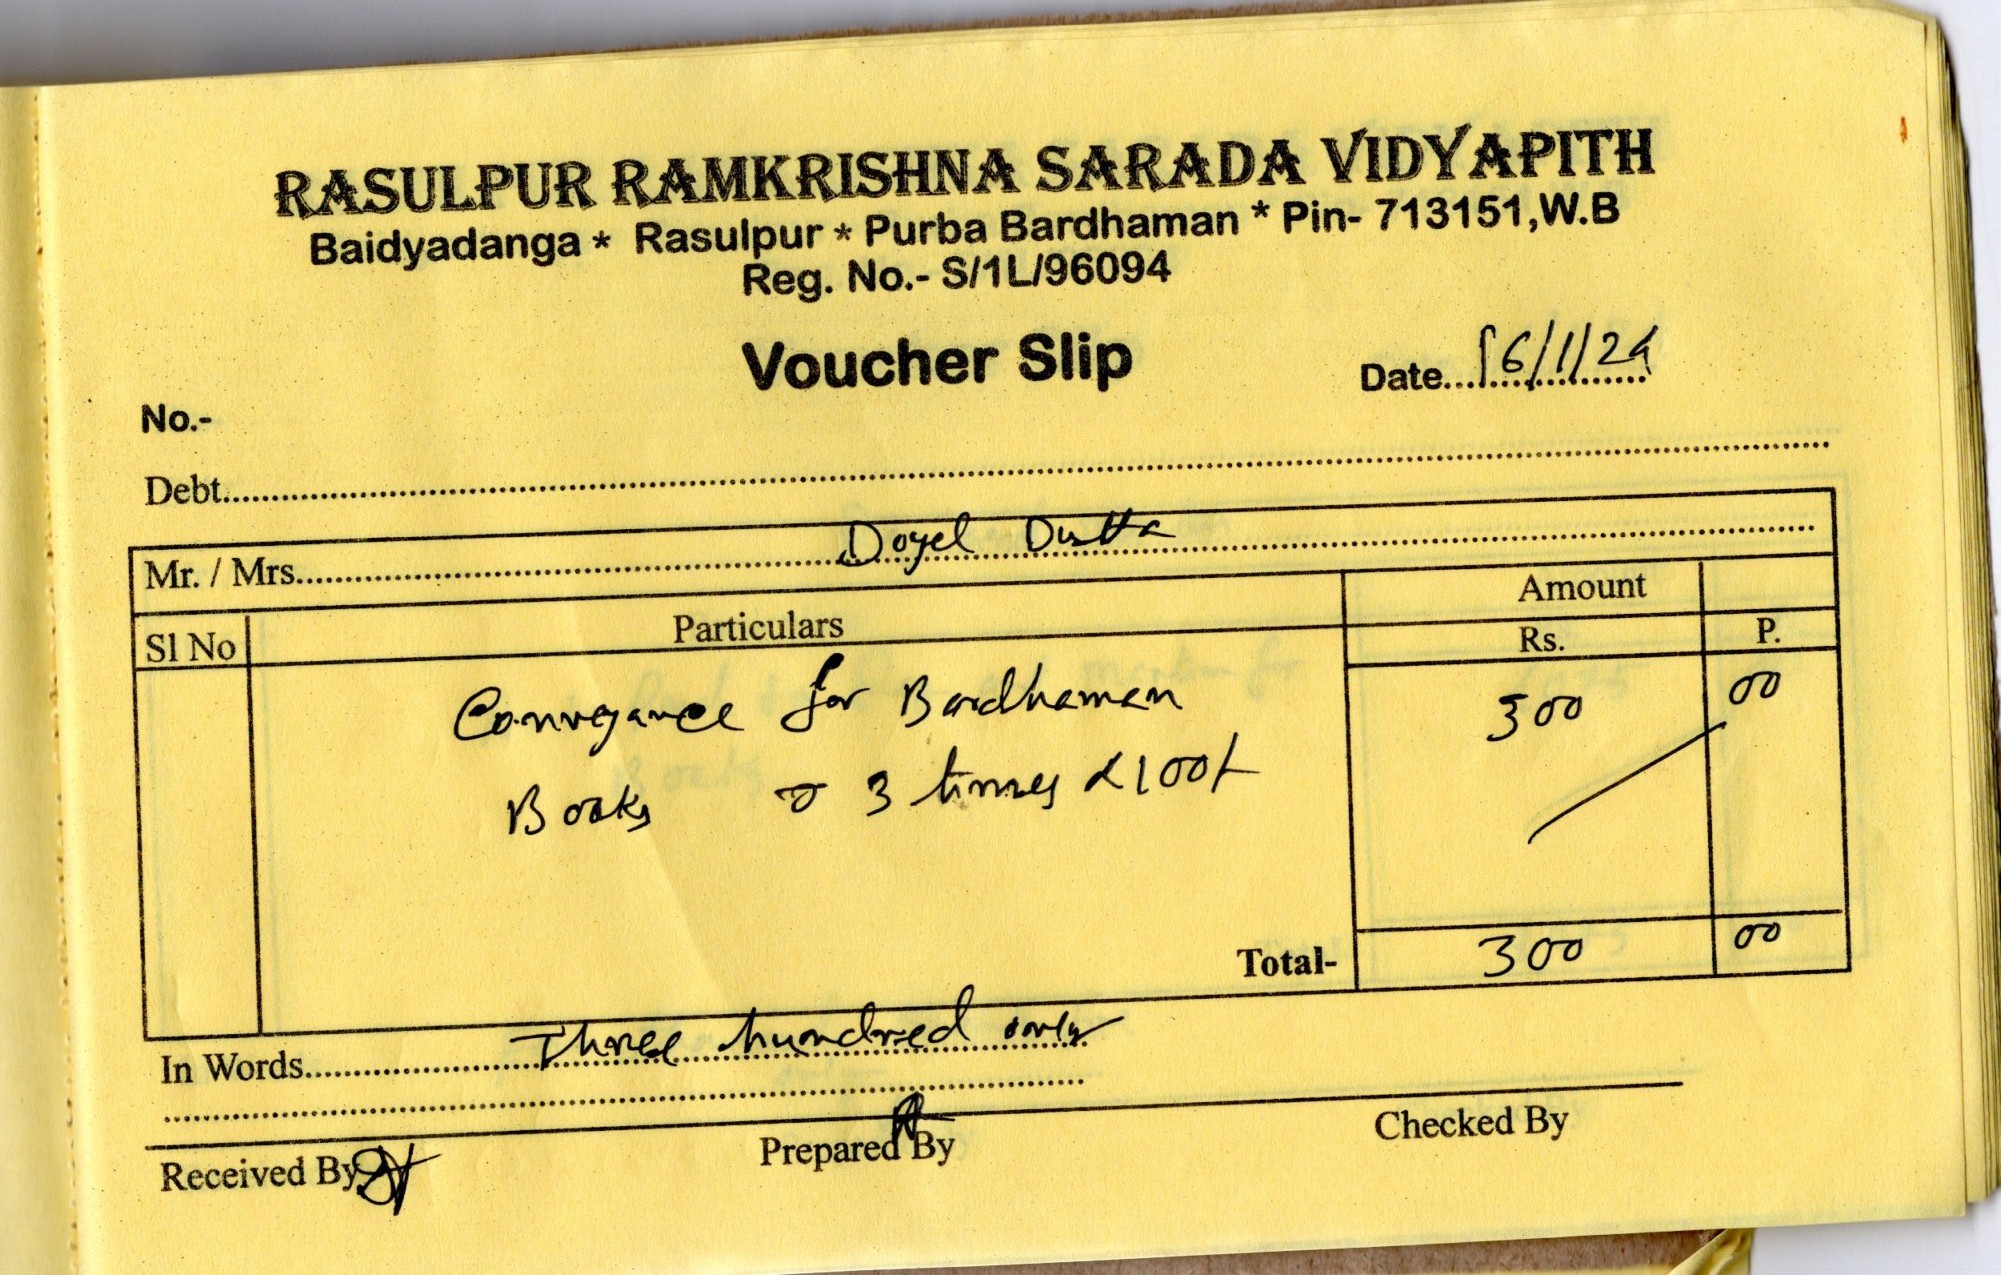 RASULPUR RAMKRISHNA SARADA VIDYAPITH
Baidyadanga * Rasulpur * Purba Bardhaman * Pin- 713151,W.B
Reg. No.- S/1L/96094
Voucher Slip
Date....16/1/24
No.-
Debt
Mr. / Mrs. Doyel Dutta
Sl No Particulars Amount
Rs. P.
Conveyance for Bardhaman 300 00
Books 3 times 100/-
Total- 300 00
In Words Three hundred only
Received By Prepared By Checked By